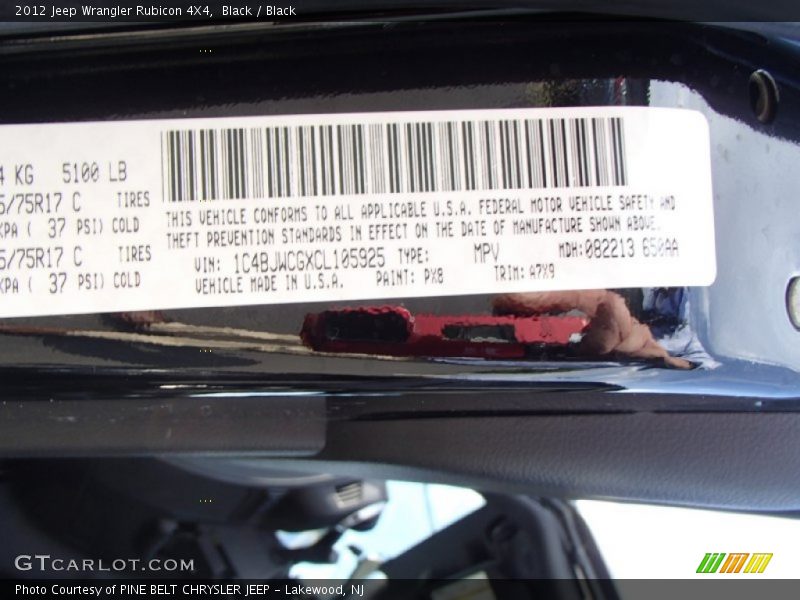 2012 Jeep Wrangler Rubicon 4X4,  Black / Black
4 KG   5100 LB
5/75R17 C   TIRES
KPA ( 37 PSI) COLD
5/75R17 C   TIRES
KPA ( 37 PSI) COLD
THIS VEHICLE CONFORMS TO ALL APPLICABLE U.S.A. FEDERAL MOTOR VEHICLE SAFETY AND
THEFT PREVENTION STANDARDS IN EFFECT ON THE DATE OF MANUFACTURE SHOWN ABOVE.
VIN: 1C4BJWCGXCL105925 TYPE: MPV MDH:082213 650AA
VEHICLE MADE IN U.S.A. PAINT: PX8 TRIM: A7X9
GTCARLOT.COM
Photo Courtesy of PINE BELT CHRYSLER JEEP – Lakewood, NJ